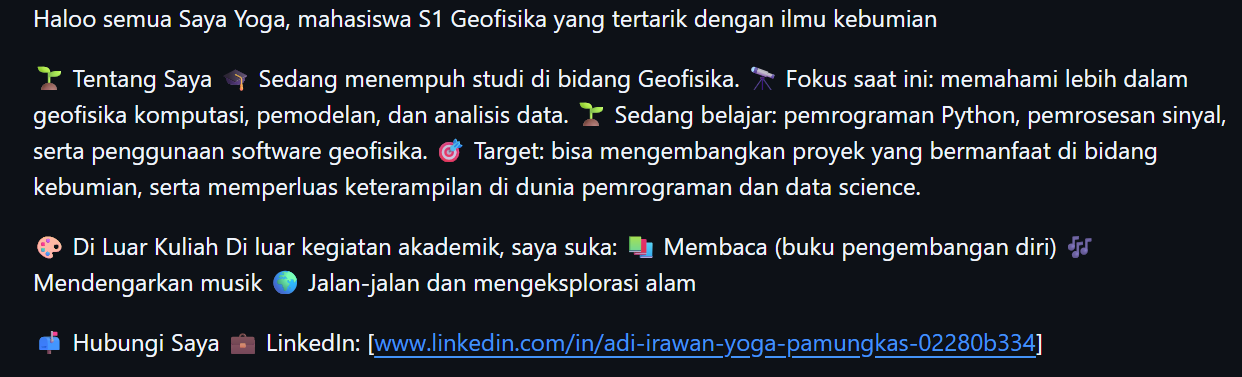 Haloo semua Saya Yoga, mahasiswa S1 Geofisika yang tertarik dengan ilmu kebumian
🌱 Tentang Saya 🎓 Sedang menempuh studi di bidang Geofisika. 🔭 Fokus saat ini: memahami lebih dalam
geofisika komputasi, pemodelan, dan analisis data. 🌱 Sedang belajar: pemrograman Python, pemrosesan sinyal,
serta penggunaan software geofisika. 🎯 Target: bisa mengembangkan proyek yang bermanfaat di bidang
kebumian, serta memperluas keterampilan di dunia pemrograman dan data science.
🎨 Di Luar Kuliah Di luar kegiatan akademik, saya suka: 📚 Membaca (buku pengembangan diri) 🎶
Mendengarkan musik 🌍 Jalan-jalan dan mengeksplorasi alam
📬 Hubungi Saya 💼 LinkedIn: [www.linkedin.com/in/adi-irawan-yoga-pamungkas-02280b334]